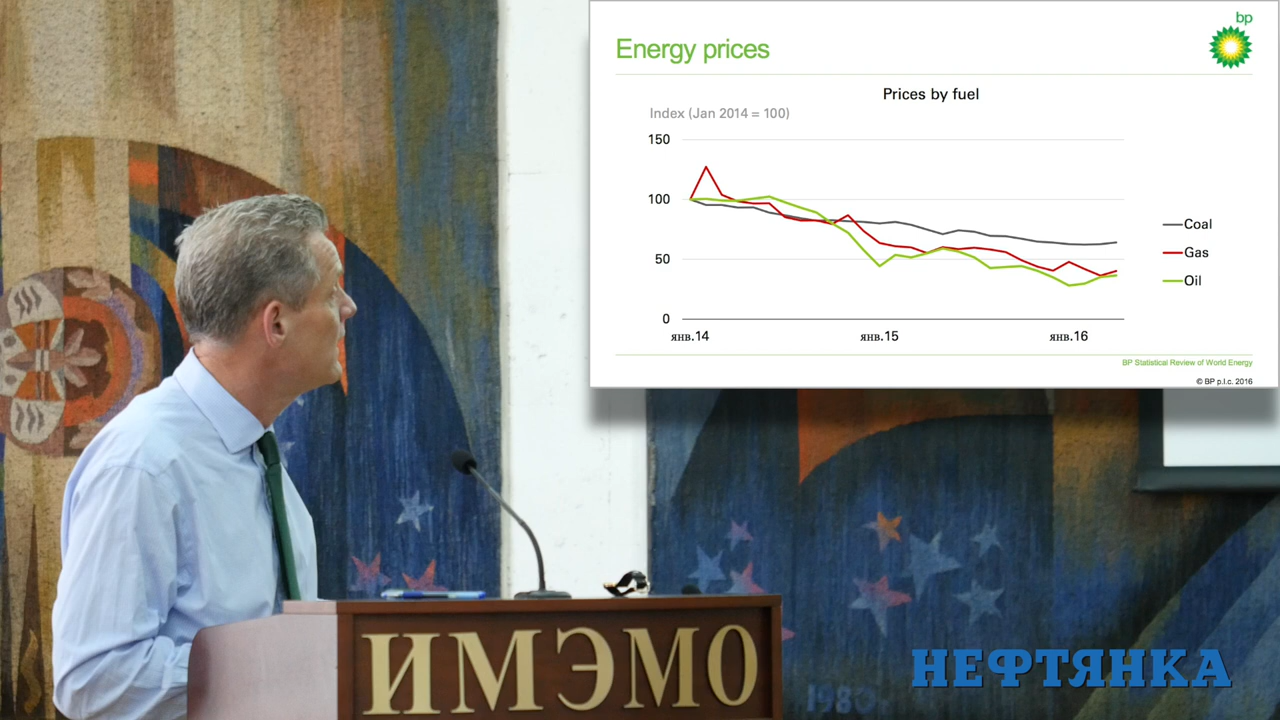 bp
Energy prices
Prices by fuel
Index (Jan 2014 = 100)
150
100
50
0
янв.14
янв.15
янв.16
Coal
Gas
Oil
BP Statistical Review of World Energy
© BP p.l.c. 2016
ИМЭМО
НЕФТЯНКА
1980